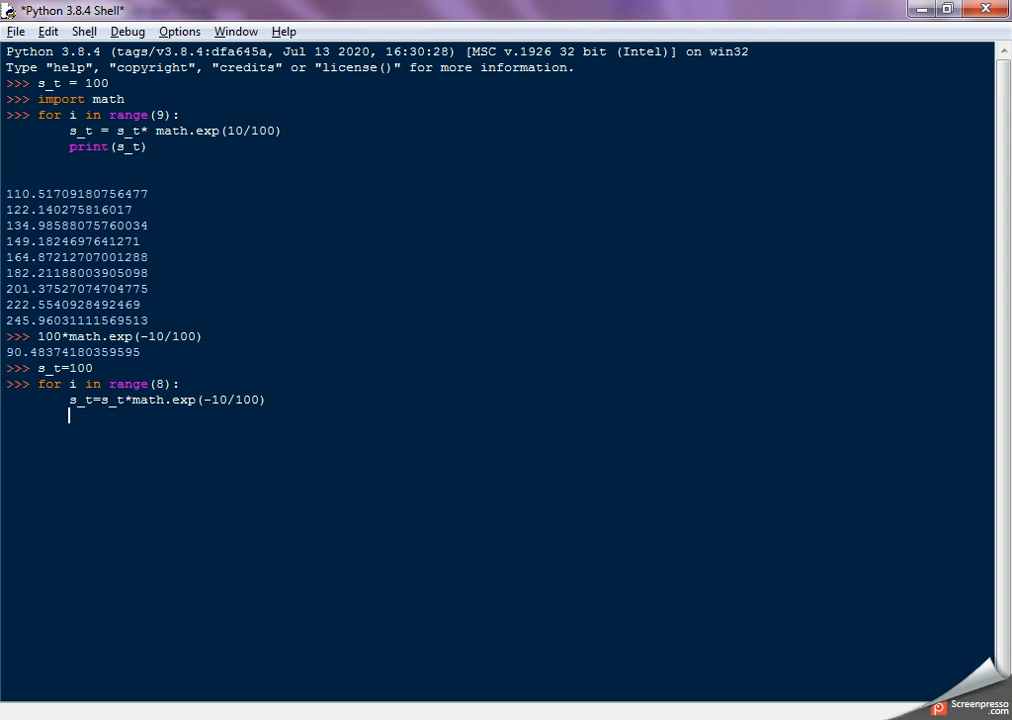 *Python 3.8.4 Shell*
File Edit Shell Debug Options Window Help
Python 3.8.4 (tags/v3.8.4:dfa645a, Jul 13 2020, 16:30:28) [MSC v.1926 32 bit (Intel)] on win32
Type "help", "copyright", "credits" or "license()" for more information.
>>> s_t = 100
>>> import math
>>> for i in range(9):
        s_t = s_t* math.exp(10/100)
        print(s_t)
110.51709180756477
122.140275816017
134.98588075760034
149.1824697641271
164.87212707001288
182.21188003905098
201.37527074704775
222.5540928492469
245.96031111569513
>>> 100*math.exp(-10/100)
90.48374180359595
>>> s_t=100
>>> for i in range(8):
        s_t=s_t*math.exp(-10/100)
Screenpresso
.com